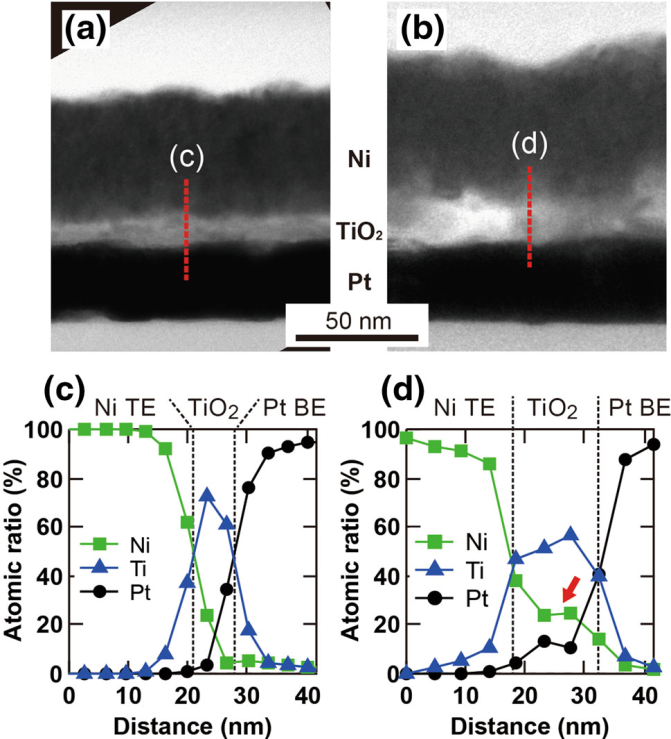 (a)
(b)
(c)
(d)
Ni
TiO2
Pt
50 nm
(c)
Ni TE
TiO2
Pt BE
100
80
60
40
20
0
Atomic ratio (%)
Ni
Ti
Pt
0
10
20
30
40
Distance (nm)
(d)
Ni TE
TiO2
Pt BE
100
80
60
40
20
0
Atomic ratio (%)
Ni
Ti
Pt
0
10
20
30
40
Distance (nm)